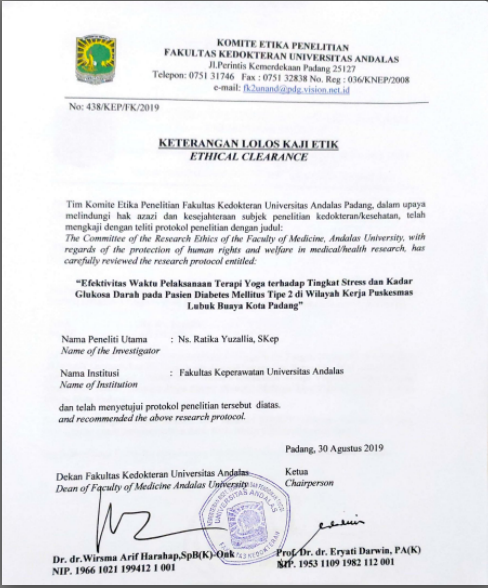 KOMITE ETIKA PENELITIAN
FAKULTAS KEDOKTERAN UNIVERSITAS ANDALAS
Jl.Perintis Kemerdekaan Padang 25127
Telepon: 0751 31746 Fax : 0751 32838 No. Reg : 036/KNEP/2008
e-mail: fk2unand@pdg.vision.net.id
No: 438/KEP/FK/2019
KETERANGAN LOLOS KAJI ETIK
ETHICAL CLEARANCE
Tim Komite Etika Penelitian Fakultas Kedokteran Universitas Andalas Padang, dalam upaya
melindungi hak azazi dan kesejahteraan subjek penelitian kedokteran/kesehatan, telah
mengkaji dengan teliti protokol penelitian dengan judul:
The Committee of the Research Ethics of the Faculty of Medicine, Andalas University, with
regards of the protection of human rights and welfare in medical/health research, has
carefully reviewed the research protocol entitled:
"Efektivitas Waktu Pelaksanaan Terapi Yoga terhadap Tingkat Stress dan Kadar
Glukosa Darah pada Pasien Diabetes Mellitus Tipe 2 di Wilayah Kerja Puskesmas
Lubuk Buaya Kota Padang"
Nama Peneliti Utama : Ns. Ratika Yuzallia, SKep
Name of the Investigator
Nama Institusi : Fakultas Keperawatan Universitas Andalas
Name of Institution
dan telah menyetujui protokol penelitian tersebut diatas.
and recommended the above research protocol.
Padang, 30 Agustus 2019
Dekan Fakultas Kedokteran Universitas Andalas
Dean of Faculty of Medicine Andalas University
Ketua
Chairperson
UNIVERSITAS ANDALAS
FAKULTAS KEDOKTERAN
Dr. dr.Wirsma Arif Harahap,SpB(K)-Onk
NIP. 1966 1021 199412 1 001
Prof. Dr. dr. Eryati Darwin, PA(K)
NIP. 1953 1109 1982 112 001